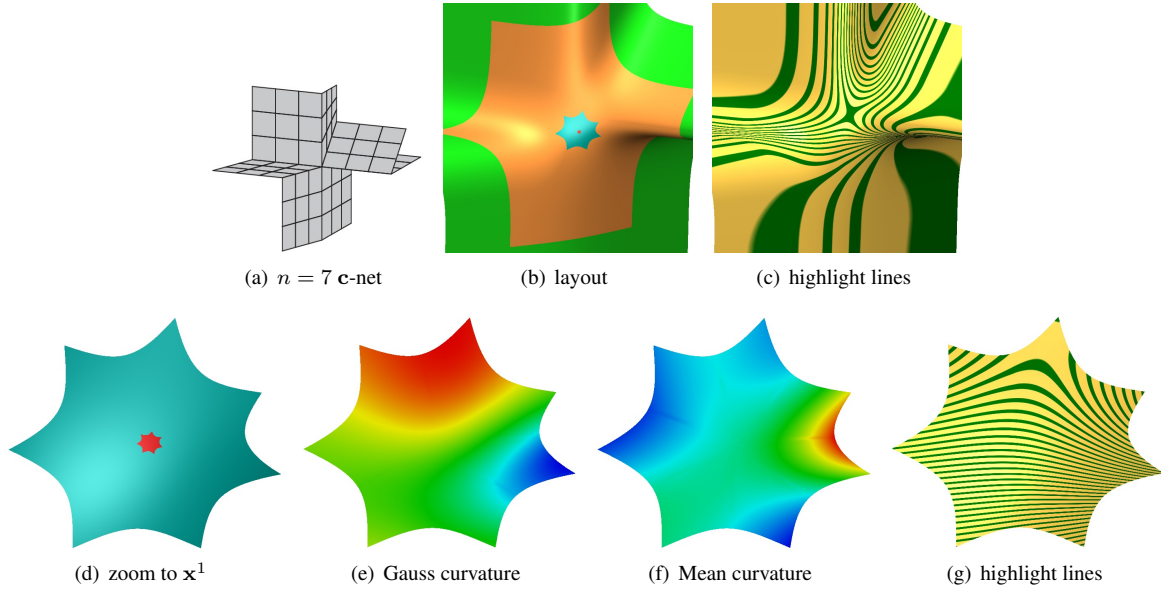 (a) n = 7 c-net
(b) layout
(c) highlight lines
(d) zoom to x¹
(e) Gauss curvature
(f) Mean curvature
(g) highlight lines